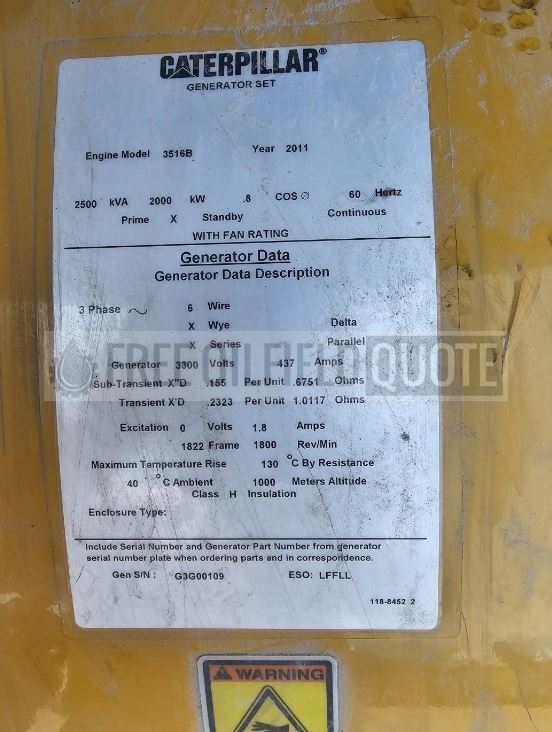 CATERPILLAR®
GENERATOR SET
Engine Model 3516B Year 2011
2500 kVA 2000 kW .8 COS Ø 60 Hertz
Prime X Standby Continuous
WITH FAN RATING
Generator Data
Generator Data Description
3 Phase ~ 6 Wire
X Wye Delta
X Series Parallel
FREE OILFIELD QUOTE
Generator 3300 Volts 437 Amps
Sub-Transient X"D .155 Per Unit .6751 Ohms
Transient X'D .2323 Per Unit 1.0117 Ohms
Excitation 0 Volts 1.8 Amps
1822 Frame 1800 Rev/Min
Maximum Temperature Rise 130 °C By Resistance
40 °C Ambient 1000 Meters Altitude
Class H Insulation
Enclosure Type:
Include Serial Number and Generator Part Number from generator
serial number plate when ordering parts and in correspondence.
Gen S/N : G3G00109 ESO: LFFLL
118-8452 2
WARNING